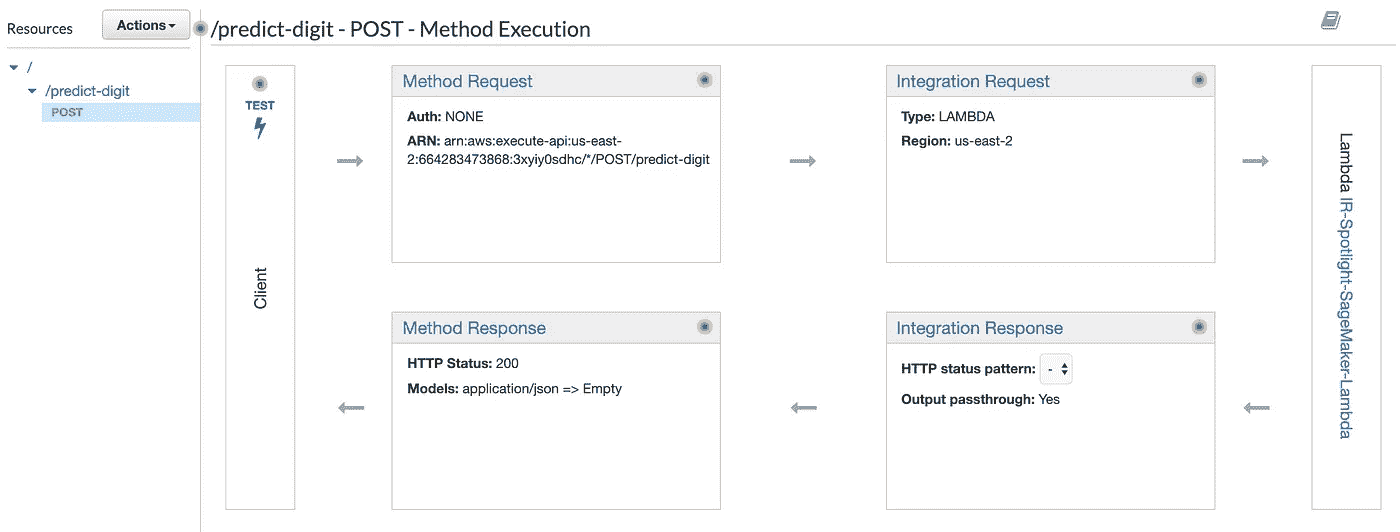 Resources
Actions
/predict-digit - POST - Method Execution
/
/predict-digit
POST
TEST
Client
Method Request
Auth: NONE
ARN: arn:aws:execute-api:us-east-
2:664283473868:3xyiy0sdhc/*/POST/predict-digit
Integration Request
Type: LAMBDA
Region: us-east-2
Lambda IR-Spotlight-SageMaker-Lambda
Method Response
HTTP Status: 200
Models: application/json => Empty
Integration Response
HTTP status pattern: -
Output passthrough: Yes